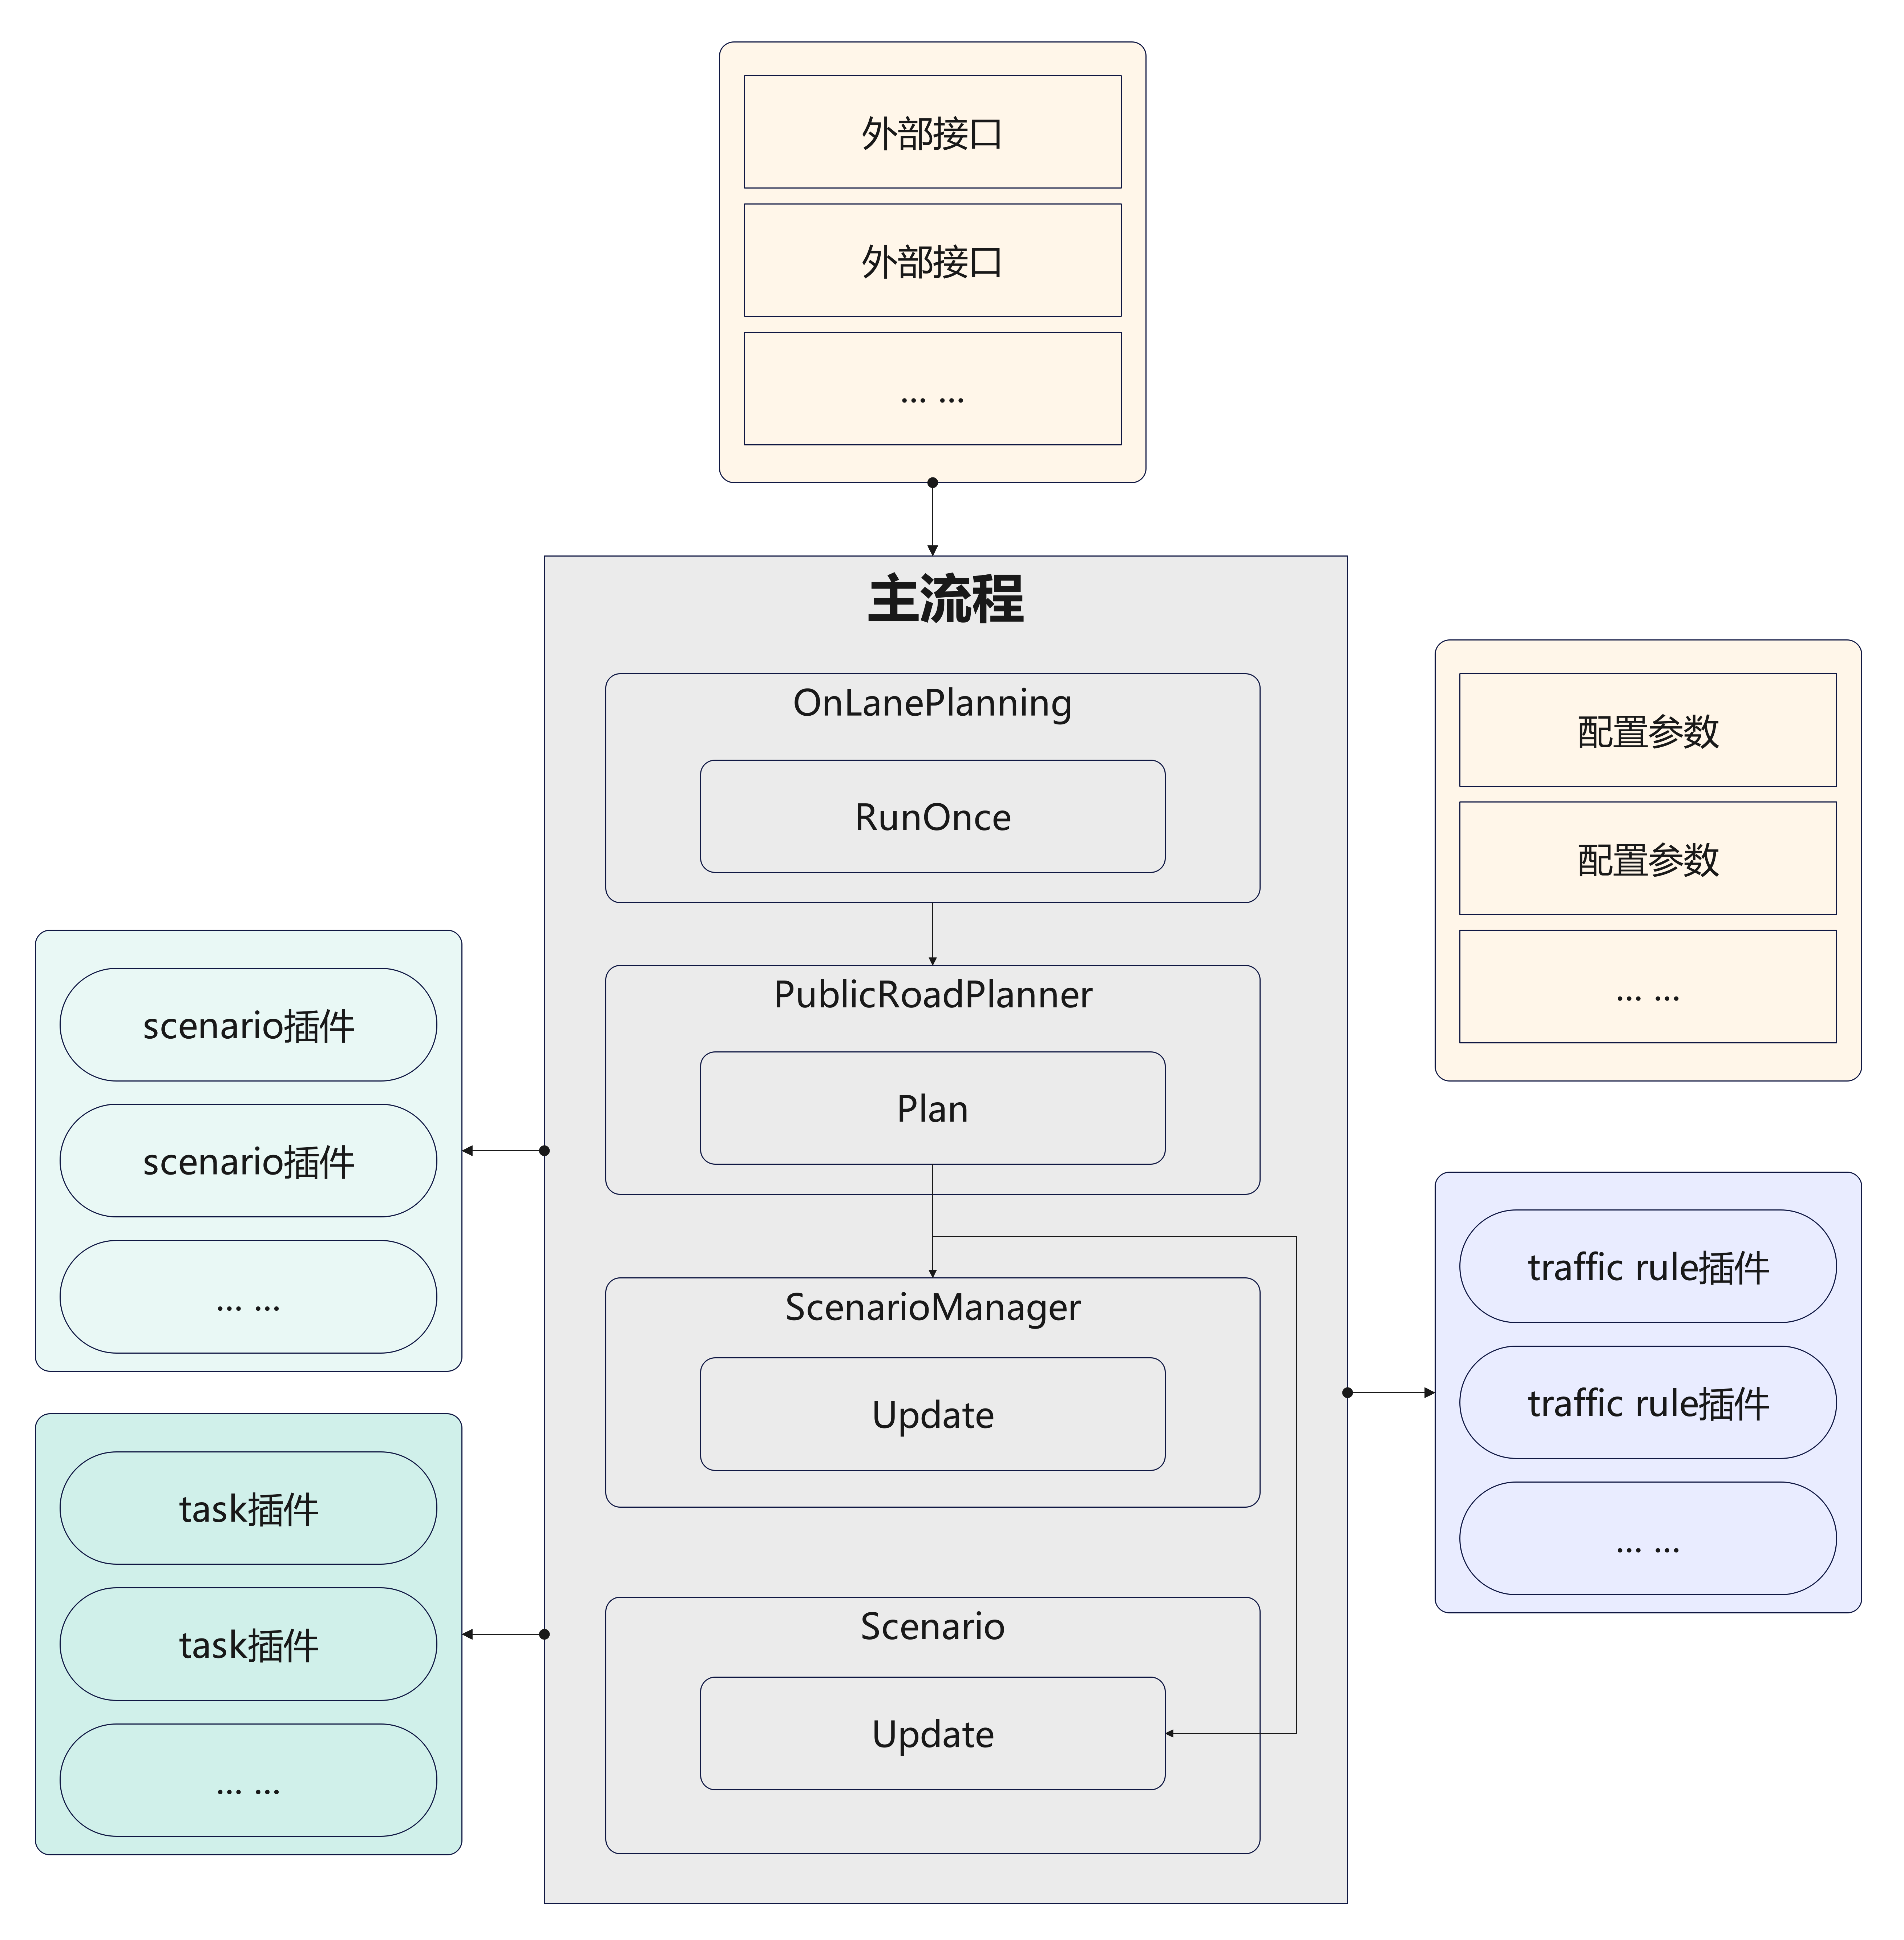 外部接口
外部接口
... ...
主流程
OnLanePlanning
RunOnce
PublicRoadPlanner
Plan
ScenarioManager
Update
Scenario
Update
scenario插件
scenario插件
... ...
task插件
task插件
... ...
配置参数
配置参数
... ...
traffic rule插件
traffic rule插件
... ...